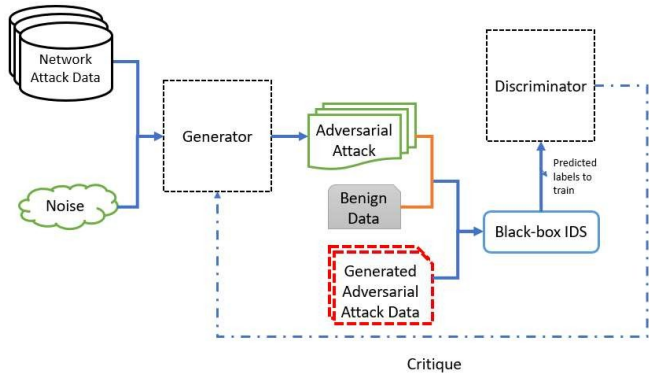 Network
Attack Data
Noise
Generator
Adversarial
Attack
Benign
Data
Generated
Adversarial
Attack Data
Discriminator
Predicted
labels to
train
Black-box IDS
Critique